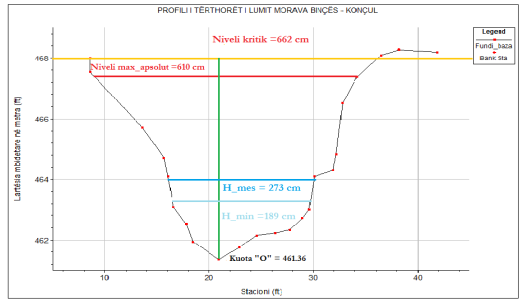 PROFILI I TËRTHORËT I LUMIT MORAVA BINÇËS - KONÇUL
Legend
Fundi_baza
Bank Sta
Niveli kritik =662 cm
Niveli max_apsolut =610 cm
H_mes = 273 cm
H_min =189 cm
Kuota "O" = 461.36
Lartësia mbidetare në metra (ft)
468
466
464
462
10
20
30
40
Stacioni (ft)